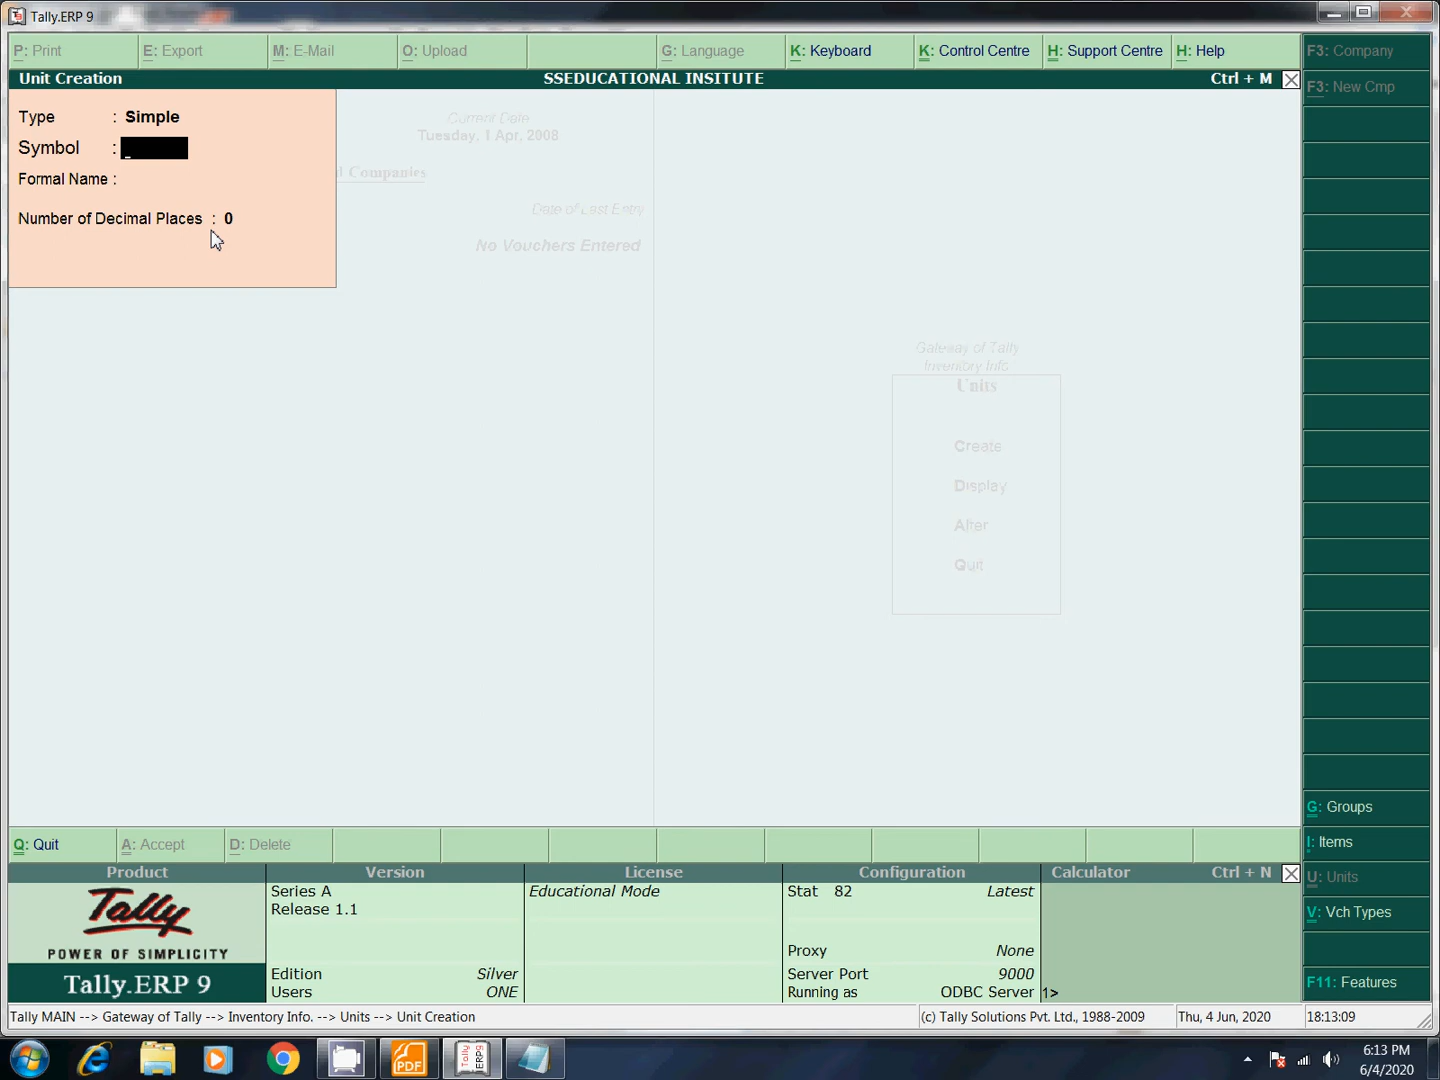 Tally.ERP 9
P: Print
E: Export
M: E-Mail
O: Upload
G: Language
K: Keyboard
K: Control Centre
H: Support Centre
H: Help
F3: Company
Unit Creation
SSEDUCATIONAL INSITUTE
Ctrl + M
F3: New Cmp
Type : Simple
Symbol :
Formal Name :
Number of Decimal Places : 0
Current Date
Tuesday, 1 Apr, 2008
d Companies
Date of Last Entry
No Vouchers Entered
Gateway of Tally
Inventory Info.
Units
Create
Display
Alter
Quit
G: Groups
I: Items
U: Units
V: Vch Types
F11: Features
Q: Quit
A: Accept
D: Delete
Product
Version
License
Configuration
Calculator
Ctrl + N
Tally
POWER OF SIMPLICITY
Tally.ERP 9
Series A
Release 1.1
Edition Silver
Users ONE
Educational Mode
Stat 82 Latest
Proxy None
Server Port 9000
Running as ODBC Server
1>
Tally MAIN --> Gateway of Tally --> Inventory Info. --> Units --> Unit Creation
(c) Tally Solutions Pvt. Ltd., 1988-2009
Thu, 4 Jun, 2020
18:13:09
PDF
Tally
ERP9
6:13 PM
6/4/2020